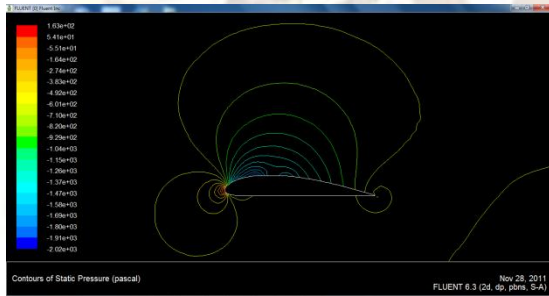 FLUENT [0] Fluent Inc
1.63e+02
5.41e+01
-5.51e+01
-1.64e+02
-2.74e+02
-3.83e+02
-4.92e+02
-6.01e+02
-7.10e+02
-8.20e+02
-9.29e+02
-1.04e+03
-1.15e+03
-1.26e+03
-1.37e+03
-1.47e+03
-1.58e+03
-1.69e+03
-1.80e+03
-1.91e+03
-2.02e+03
Contours of Static Pressure (pascal)
Nov 28, 2011
FLUENT 6.3 (2d, dp, pbns, S-A)